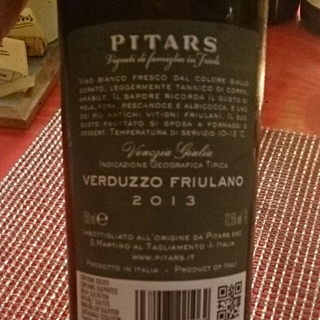 PITARS
Vigneti di famiglia in Friuli
VINO BIANCO FRESCO DAL COLORE GIALLO
DORATO, LEGGERMENTE TANNICO DI CORPO,
AMABILE. IL SAPORE RICORDA IL GUSTO DI
MELA, PERA, PESCANOCE E ALBICOCCA. È UNO
DEI PIÙ ANTICHI VITIGNI FRIULANI. IL SUO
GUSTO FRUTTATO SI SPOSA A FORMAGGI E
DESSERT. TEMPERATURA DI SERVIZIO 10-12°C.
Venezia Giulia
INDICAZIONE GEOGRAFICA TIPICA
VERDUZZO FRIULANO
2013
IMBOTTIGLIATO ALL'ORIGINE DA PITARS SNC
S.MARTINO AL TAGLIAMENTO - I- ITALIA
WWW.PITARS.IT
PRODOTTO IN ITALIA - PRODUCT OF ITALY